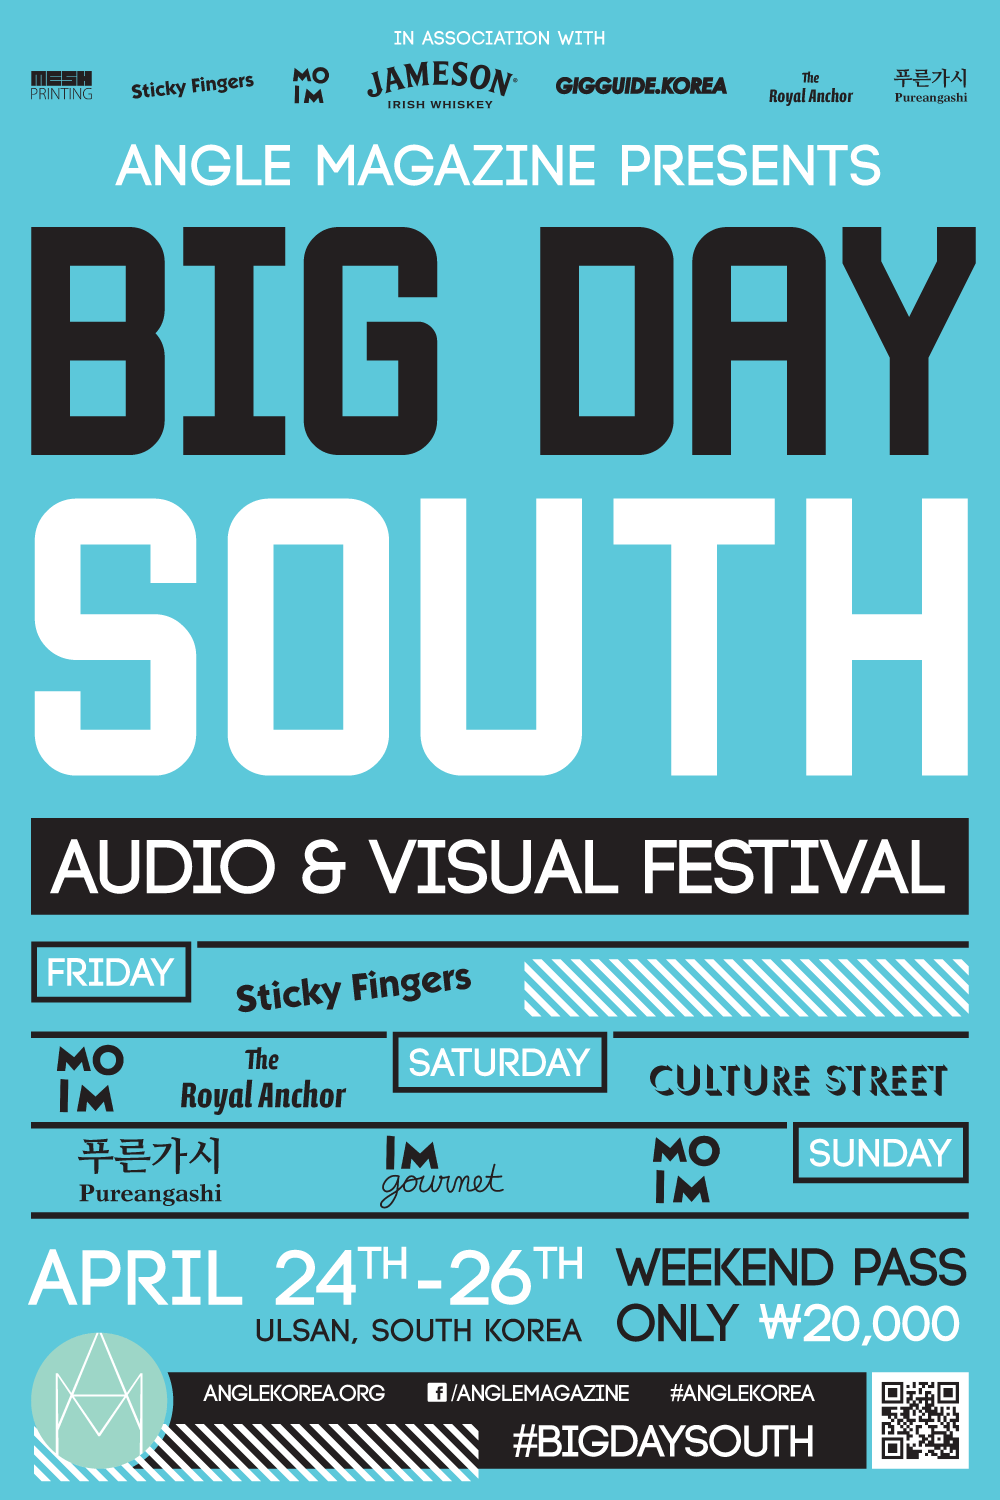 IN ASSOCIATION WITH
MESH
PRINTING
Sticky Fingers
MO
IM
JAMESON
IRISH WHISKEY
GIGGUIDE.KOREA
The
Royal Anchor
푸른가시
Pureangashi
ANGLE MAGAZINE PRESENTS
BIG DAY
SOUTH
AUDIO & VISUAL FESTIVAL
FRIDAY
Sticky Fingers
MO
IM
The
Royal Anchor
SATURDAY
CULTURE STREET
푸른가시
Pureangashi
IM
gourmet
MO
IM
SUNDAY
APRIL 24TH-26TH
ULSAN, SOUTH KOREA
WEEKEND PASS
ONLY ₩20,000
ANGLEKOREA.ORG
f/ANGLEMAGAZINE
#ANGLEKOREA
#BIGDAYSOUTH